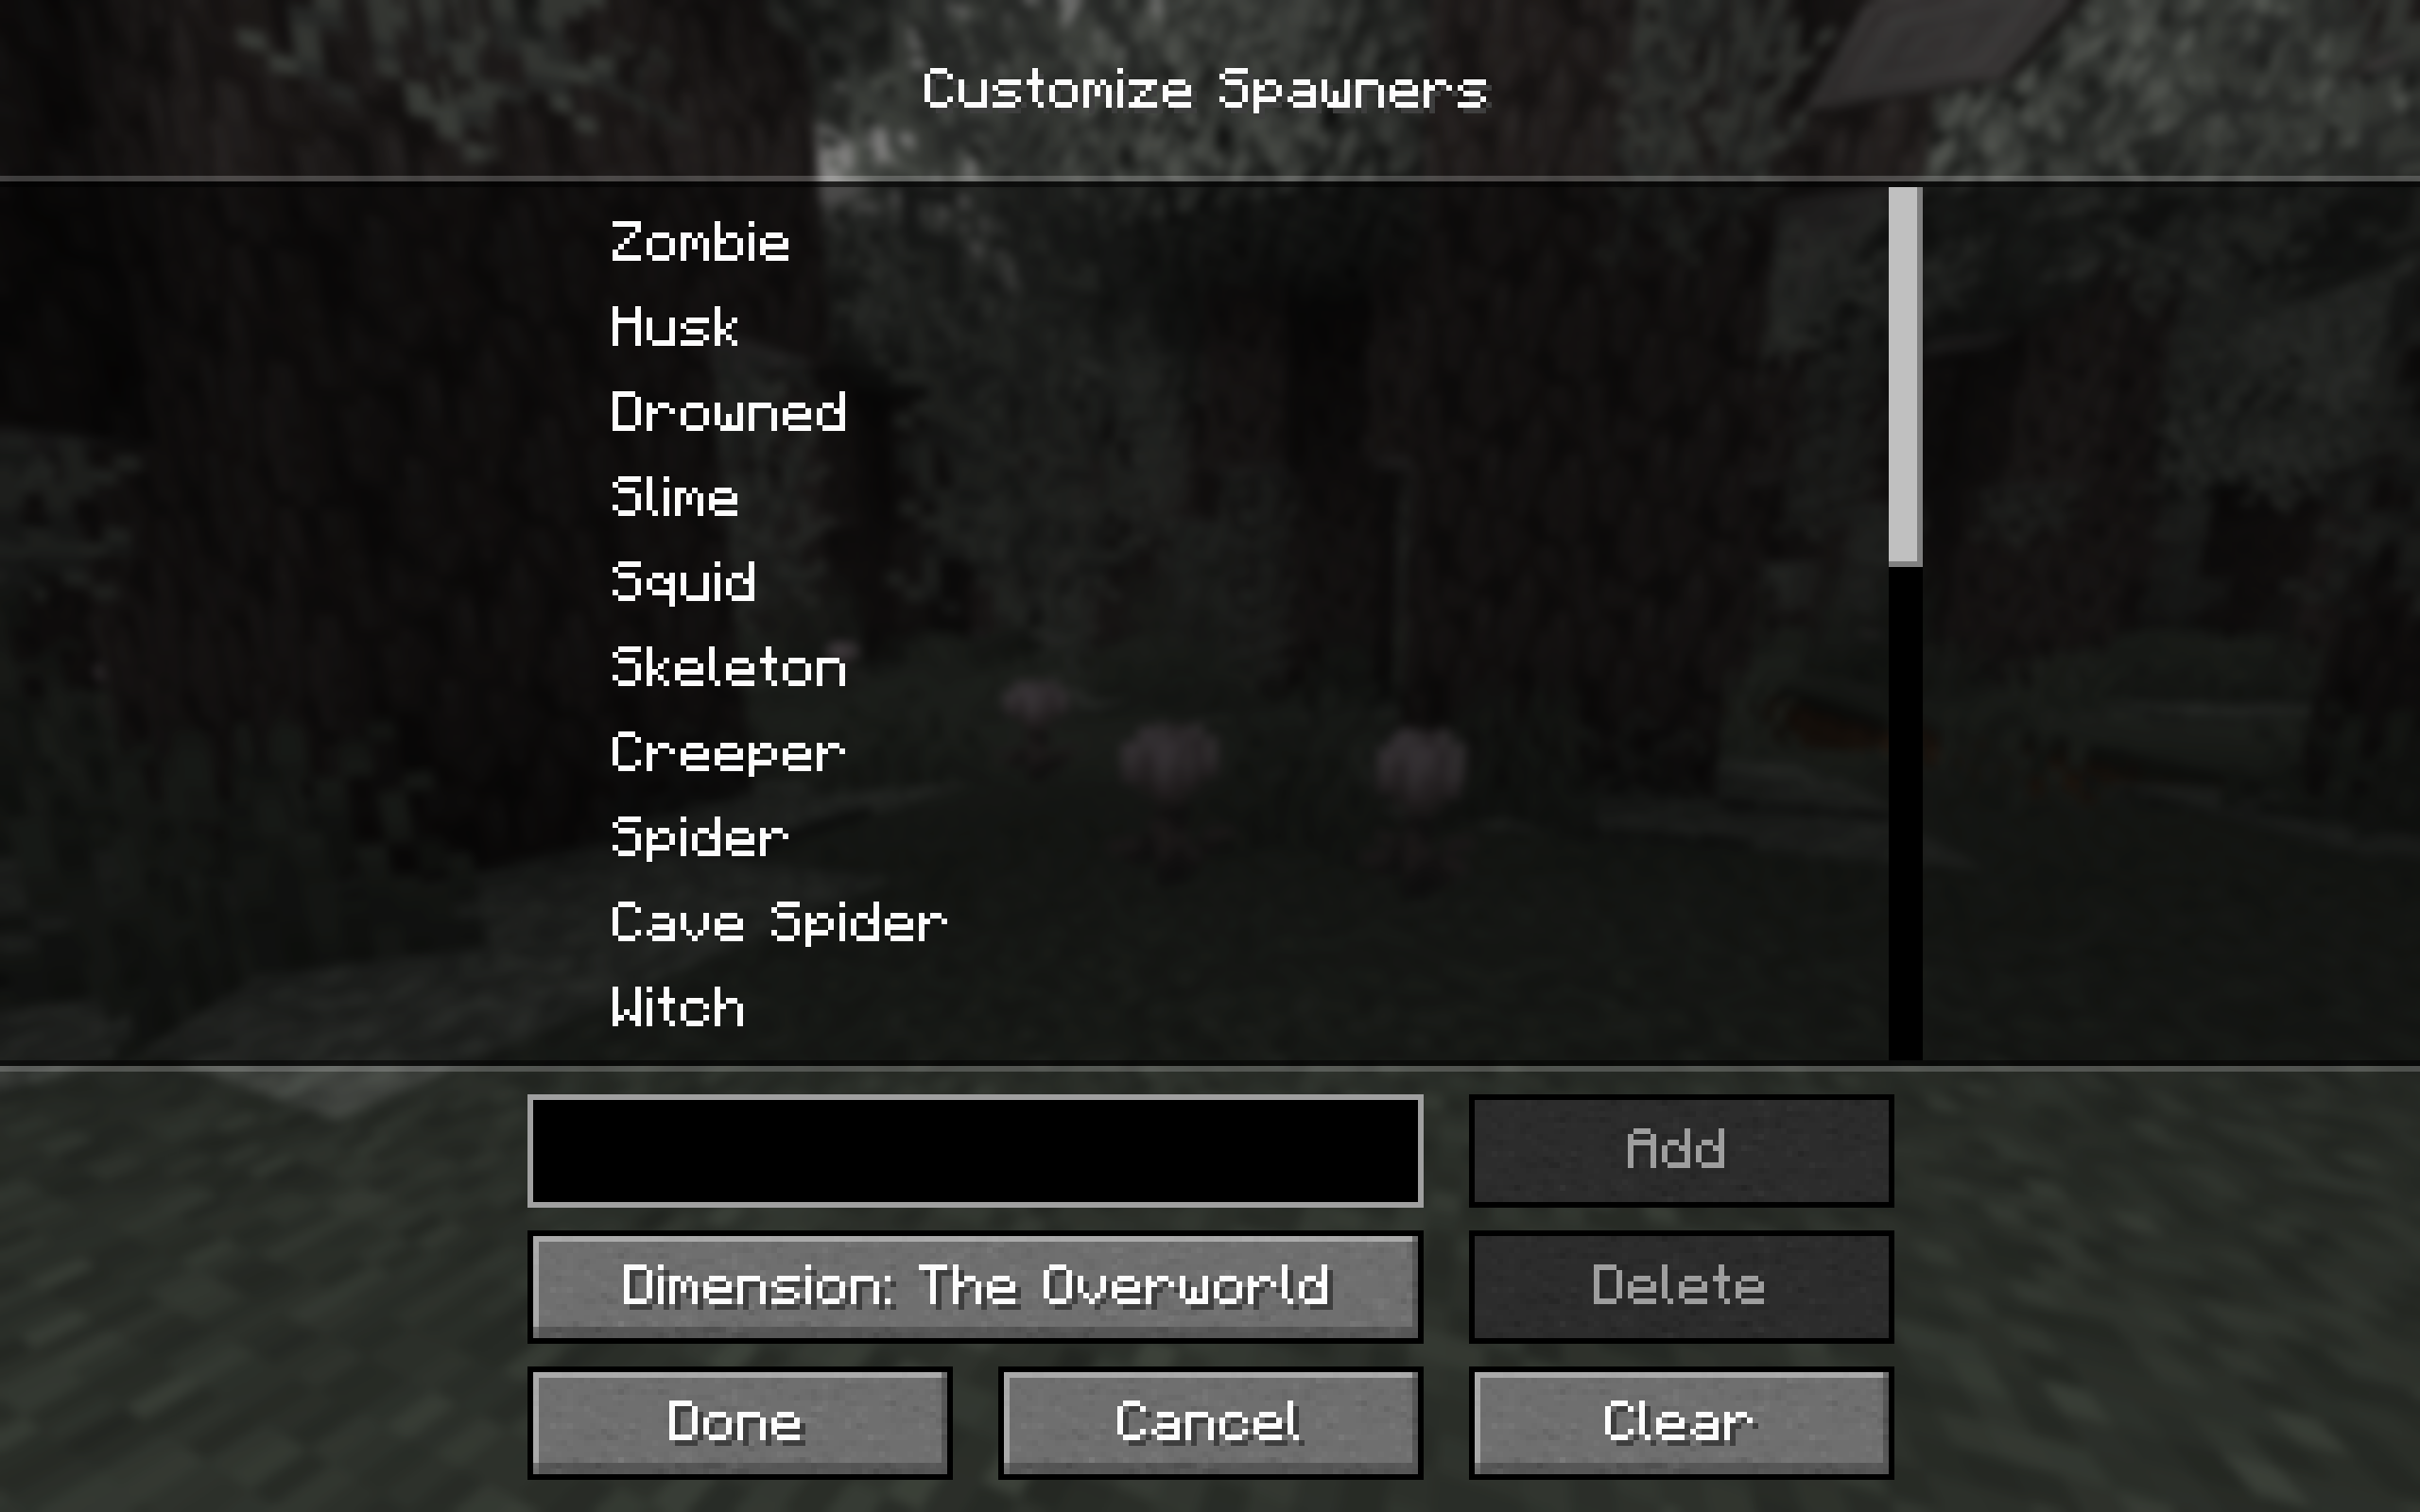 Customize Spawners
Zombie
Husk
Drowned
Slime
Squid
Skeleton
Creeper
Spider
Cave Spider
Witch
Add
Dimension: The Overworld
Delete
Done
Cancel
Clear